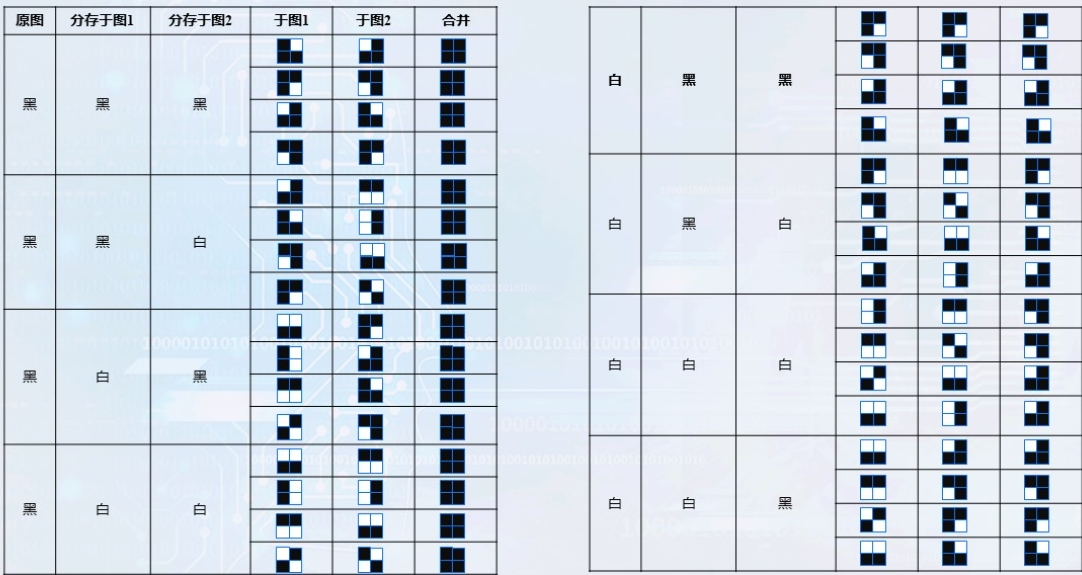 原图 分存于图1 分存于图2 于图1 于图2 合并
黑 黑 黑
黑 黑 白
黑 白 黑
黑 白 白
白 黑 黑
白 黑 白
白 白 白
白 白 黑